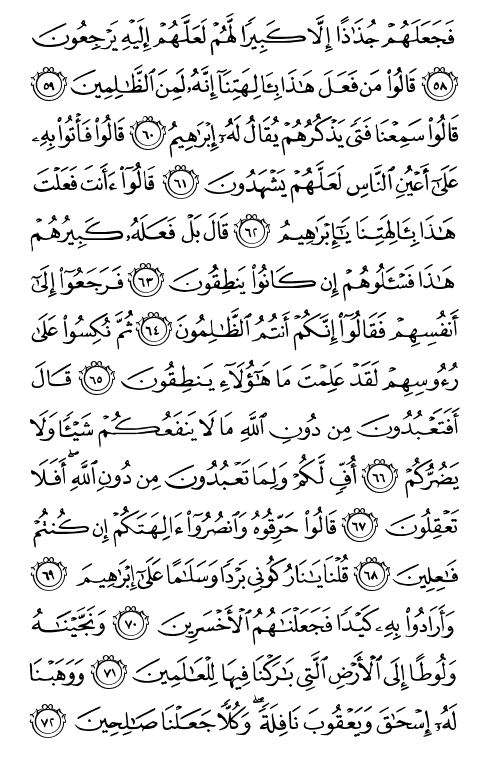 فَجَعَلَهُمْ جُذَٰذًا إِلَّا كَبِيرًا لَّهُمْ لَعَلَّهُمْ إِلَيْهِ يَرْجِعُونَ
٥٨ قَالُوا۟ مَن فَعَلَ هَٰذَا بِـَٔالِهَتِنَآ إِنَّهُۥ لَمِنَ ٱلظَّٰلِمِينَ ٥٩
قَالُوا۟ سَمِعْنَا فَتًى يَذْكُرُهُمْ يُقَالُ لَهُۥٓ إِبْرَٰهِيمُ ٦٠ قَالُوا۟ فَأْتُوا۟ بِهِۦ
عَلَىٰٓ أَعْيُنِ ٱلنَّاسِ لَعَلَّهُمْ يَشْهَدُونَ ٦١ قَالُوٓا۟ ءَأَنتَ فَعَلْتَ
هَٰذَا بِـَٔالِهَتِنَا يَٰٓإِبْرَٰهِيمُ ٦٢ قَالَ بَلْ فَعَلَهُۥ كَبِيرُهُمْ
هَٰذَا فَسْـَٔلُوهُمْ إِن كَانُوا۟ يَنطِقُونَ ٦٣ فَرَجَعُوٓا۟ إِلَىٰٓ
أَنفُسِهِمْ فَقَالُوٓا۟ إِنَّكُمْ أَنتُمُ ٱلظَّٰلِمُونَ ٦٤ ثُمَّ نُكِسُوا۟ عَلَىٰ
رُءُوسِهِمْ لَقَدْ عَلِمْتَ مَا هَٰٓؤُلَآءِ يَنطِقُونَ ٦٥ قَالَ
أَفَتَعْبُدُونَ مِن دُونِ ٱللَّهِ مَا لَا يَنفَعُكُمْ شَيْـًٔا وَلَا
يَضُرُّكُمْ ٦٦ أُفٍّ لَّكُمْ وَلِمَا تَعْبُدُونَ مِن دُونِ ٱللَّهِ ۖ أَفَلَا
تَعْقِلُونَ ٦٧ قَالُوا۟ حَرِّقُوهُ وَٱنصُرُوٓا۟ ءَالِهَتَكُمْ إِن كُنتُمْ
فَٰعِلِينَ ٦٨ قُلْنَا يَٰنَارُ كُونِى بَرْدًا وَسَلَٰمًا عَلَىٰٓ إِبْرَٰهِيمَ ٦٩
وَأَرَادُوا۟ بِهِۦ كَيْدًا فَجَعَلْنَٰهُمُ ٱلْأَخْسَرِينَ ٧٠ وَنَجَّيْنَٰهُ
وَلُوطًا إِلَى ٱلْأَرْضِ ٱلَّتِى بَٰرَكْنَا فِيهَا لِلْعَٰلَمِينَ ٧١ وَوَهَبْنَا
لَهُۥٓ إِسْحَٰقَ وَيَعْقُوبَ نَافِلَةً ۖ وَكُلًّا جَعَلْنَا صَٰلِحِينَ ٧٢